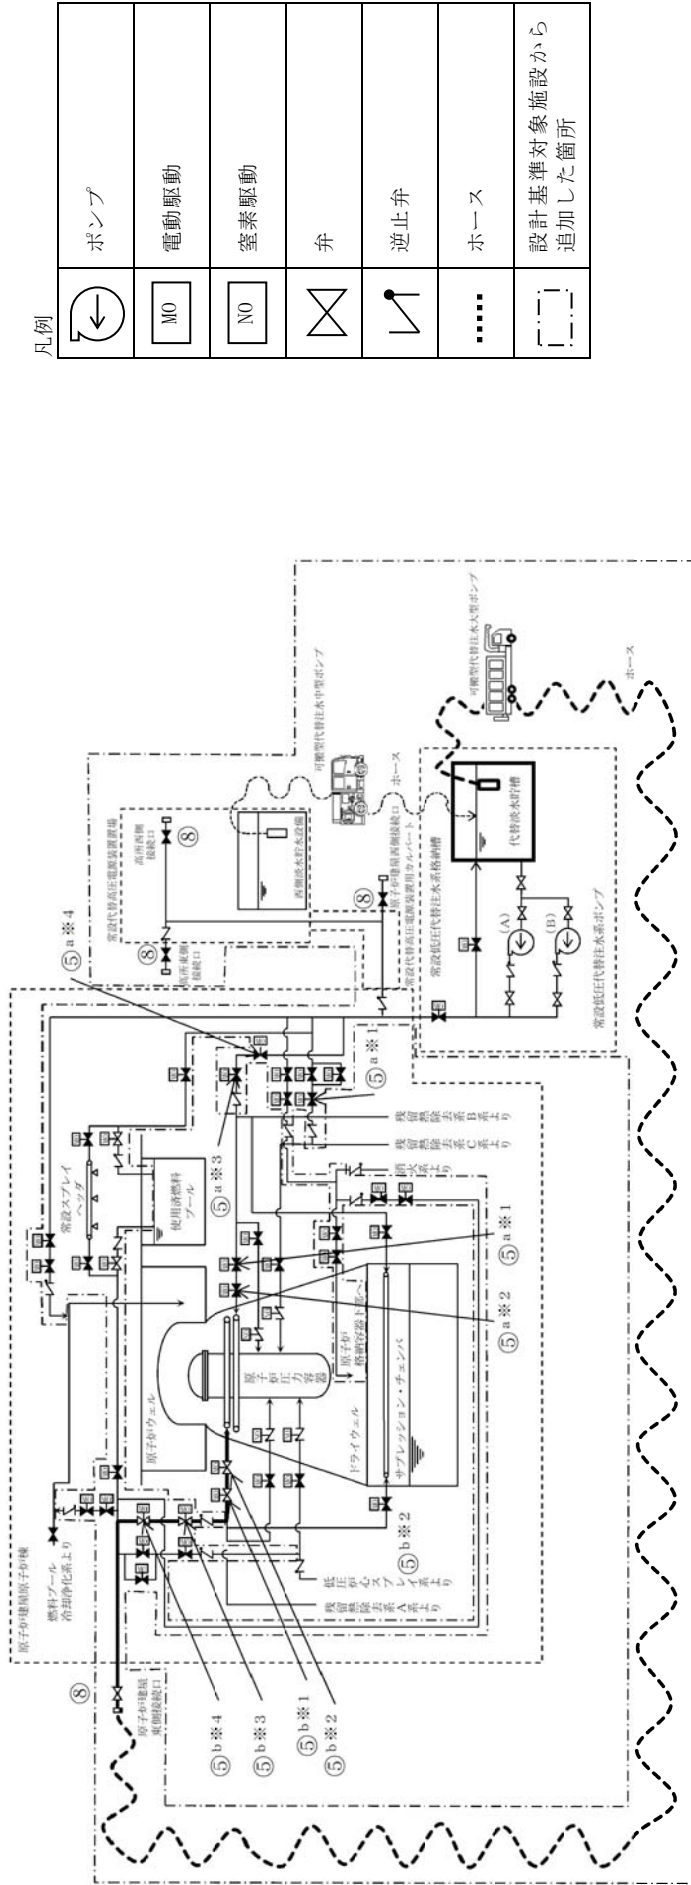 凡例
ポンプ
MO
電動駆動
NO
窒素駆動
弁
逆止弁
ホース
設計基準対象施設から
追加した箇所
原子炉建屋原子炉棟
燃料プール
冷却浄化系より
原子炉建屋
東側接続口
⑧
常設スプレイ
ヘッダ
使用済燃料
プール
原子炉ウェル
原子炉圧力容器
ドライウェル
原子炉
格納容器下部へ
サプレッション・チェンバ
低圧炉心スプレイ系より
残留熱除去系A系より
残留熱除去系B系より
残留熱除去系C系より
消火系より
⑤a※4
⑤a※3
⑤a※1
⑤a※1
⑤a※2
⑤b※2
⑤b※4
⑤b※3
⑤b※1
⑤b※2
常設代替高圧電源装置置場
高所西側
接続口
⑧
高所東側
接続口
⑧
西側淡水貯水設備
可搬型代替注水中型ポンプ
ホース
原子炉建屋西側接続口
⑧
常設代替高圧電源装置用カルバート
常設低圧代替注水系格納槽
代替淡水貯槽
(A)
(B)
常設低圧代替注水系ポンプ
可搬型代替注水大型ポンプ
ホース